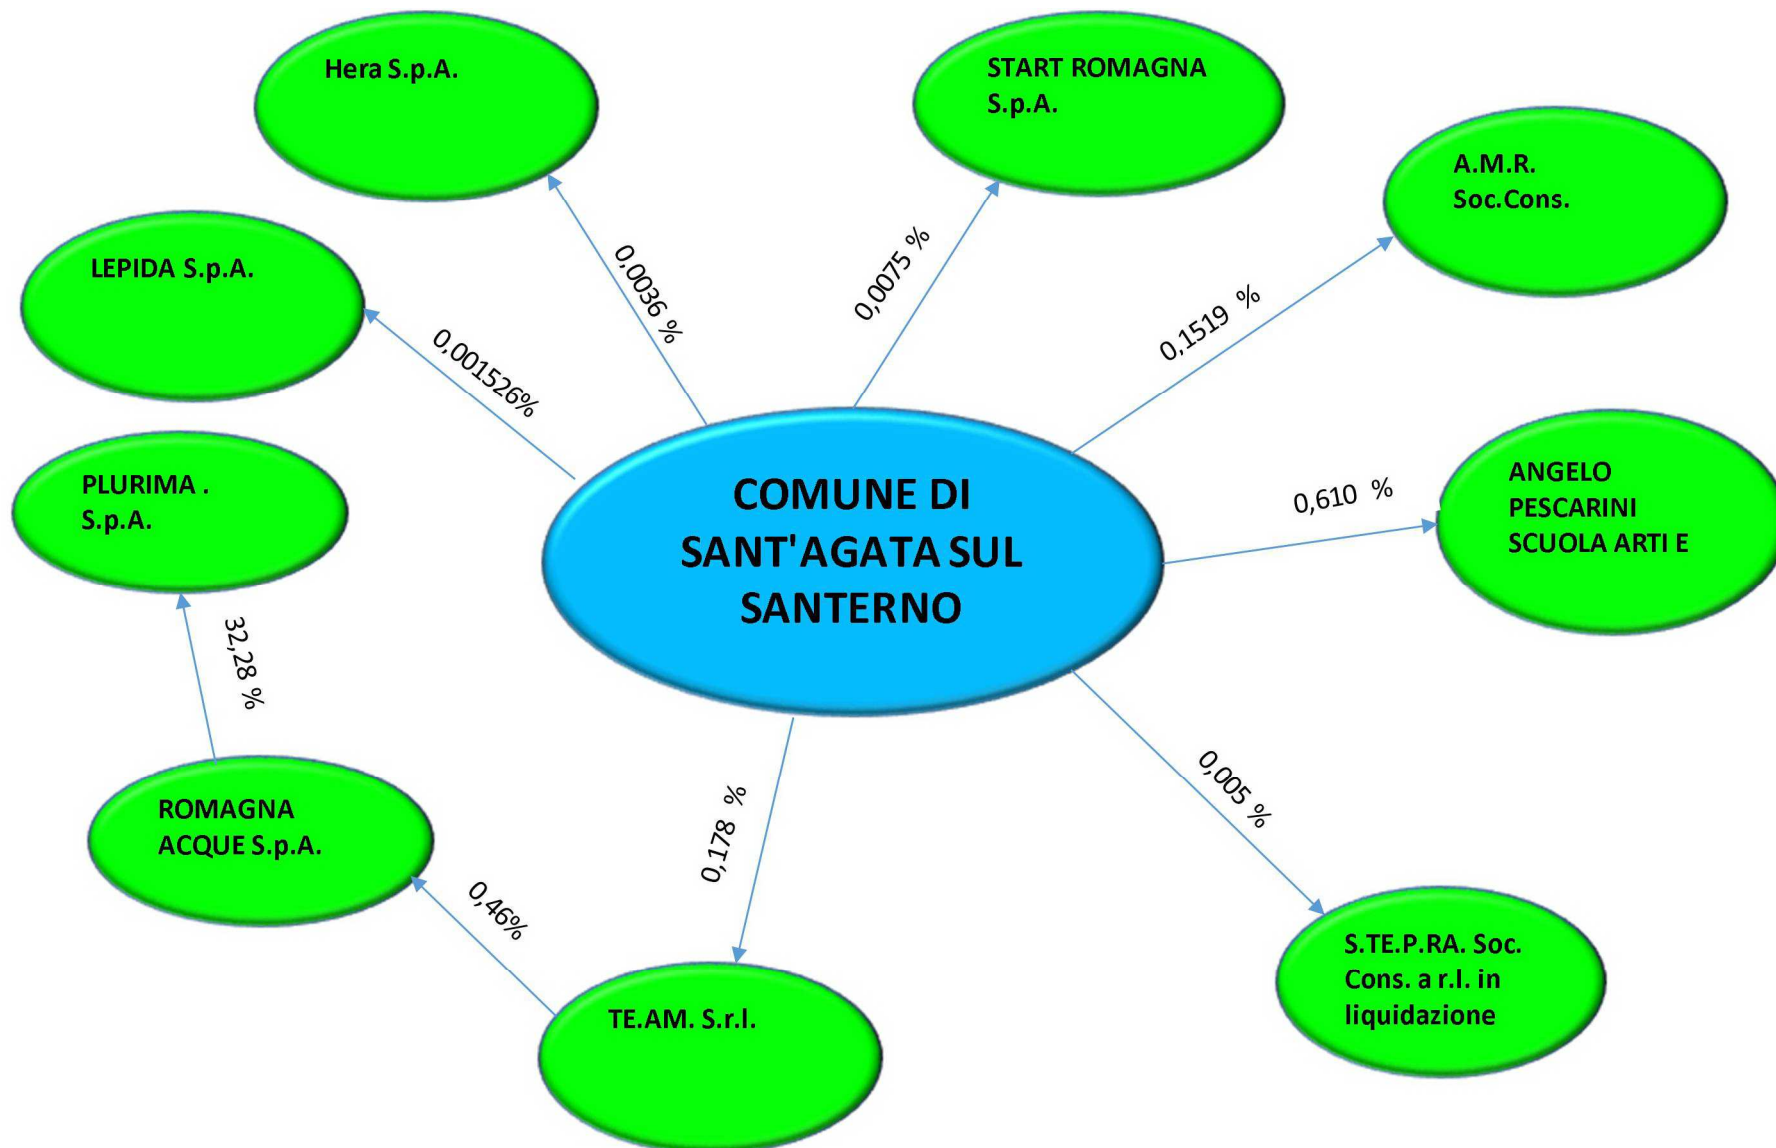 Hera S.p.A.
START ROMAGNA
S.p.A.
A.M.R.
Soc.Cons.
LEPIDA S.p.A.
0,0036 %
0,0075 %
0,1519 %
0,001526%
PLURIMA .
S.p.A.
COMUNE DI
SANT'AGATA SUL
SANTERNO
0,610 %
ANGELO
PESCARINI
SCUOLA ARTI E
32,28 %
ROMAGNA
ACQUE S.p.A.
0,178 %
0,005 %
0,46%
TE.AM. S.r.l.
S.TE.P.RA. Soc.
Cons. a r.l. in
liquidazione